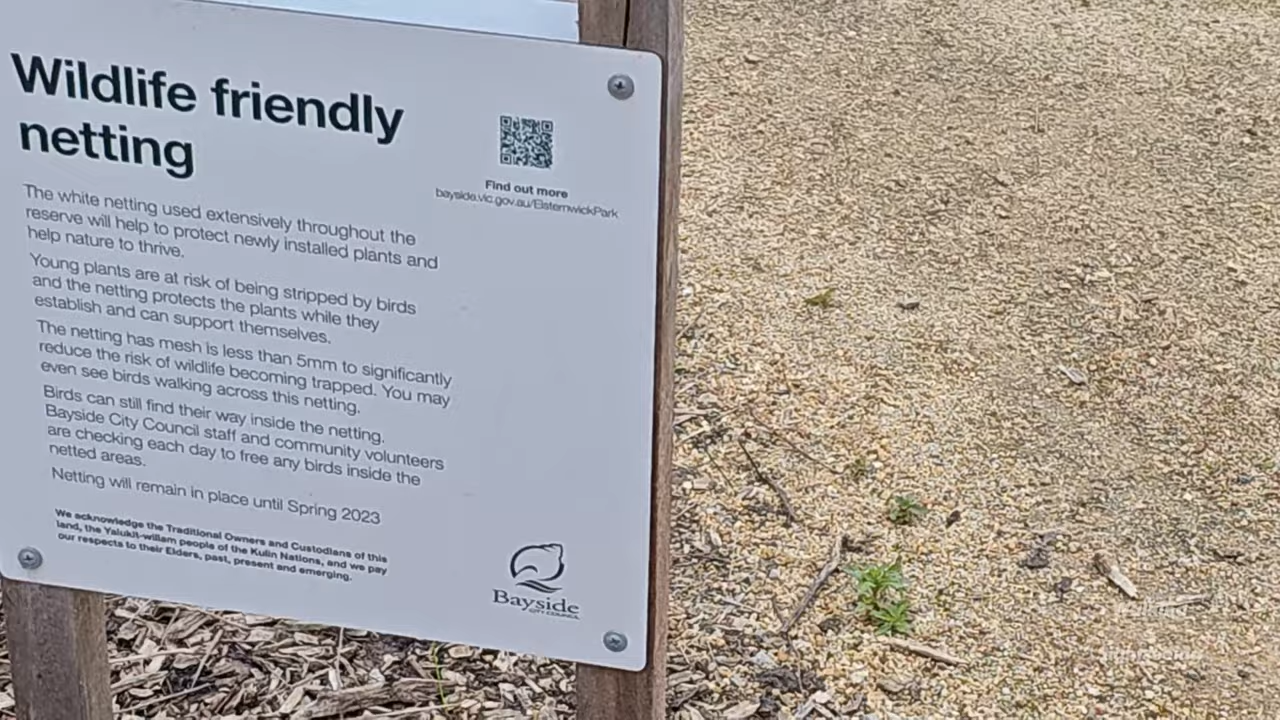 Wildlife friendly
netting
Find out more
bayside.vic.gov.au/ElsternwickPark
The white netting used extensively throughout the
reserve will help to protect newly installed plants and
help nature to thrive.
Young plants are at risk of being stripped by birds
and the netting protects the plants while they
establish and can support themselves.
The netting has mesh is less than 5mm to significantly
reduce the risk of wildlife becoming trapped. You may
even see birds walking across this netting.
Birds can still find their way inside the netting.
Bayside City Council staff and community volunteers
are checking each day to free any birds inside the
netted areas.
Netting will remain in place until Spring 2023
We acknowledge the Traditional Owners and Custodians of this
land, the Yalukit-willam people of the Kulin Nations, and we pay
our respects to their Elders, past, present and emerging.
Bayside
CITY COUNCIL